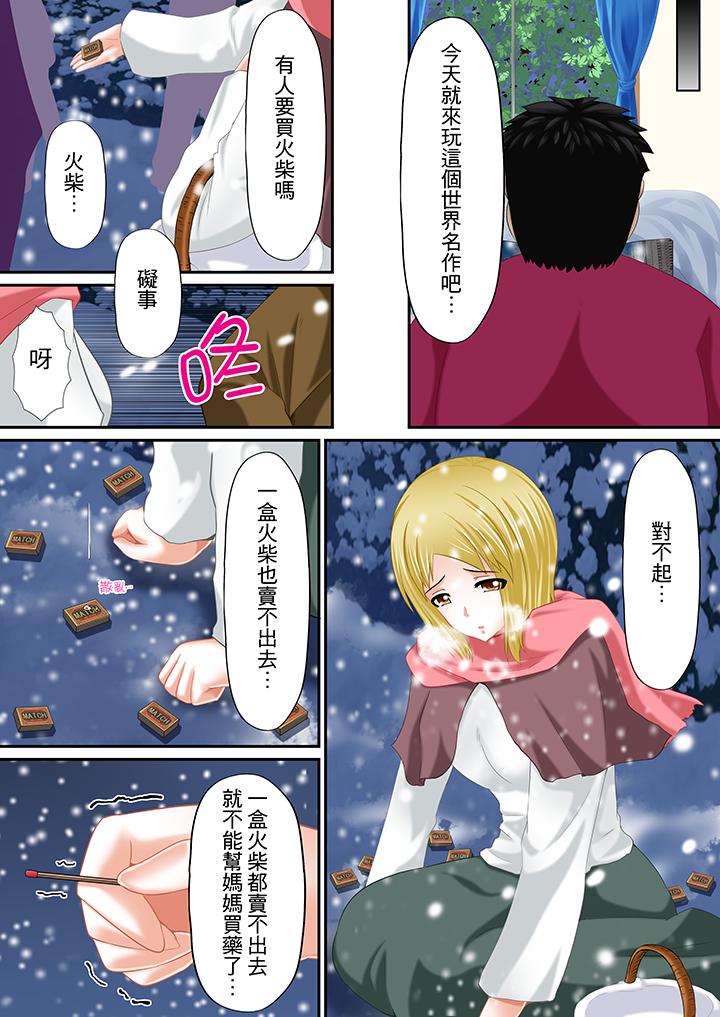 今天就來玩這個世界名作吧…
有人要買火柴嗎
火柴…
MATCH
礙事
咚
呀
對不起…
一盒火柴也賣不出去…
MATCH
MATCH
散亂
MATCH
MATCH
MATCH
一盒火柴都賣不出去
就不能幫媽媽買藥了…